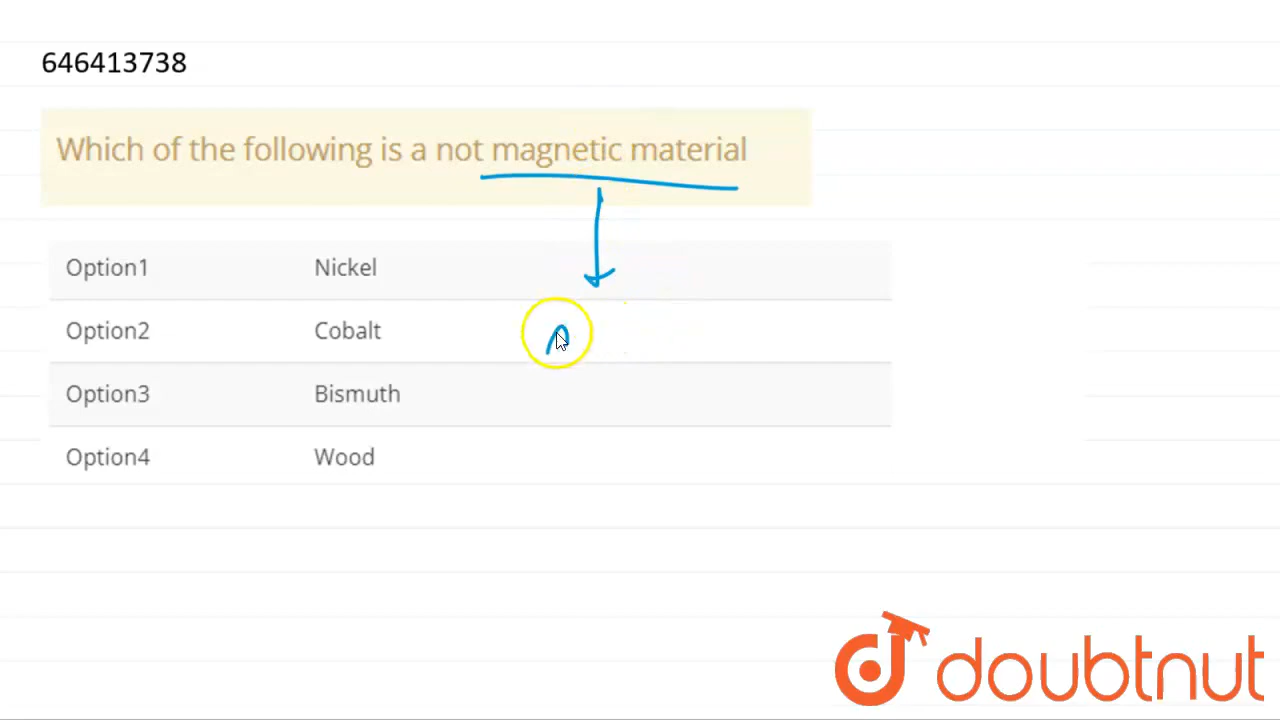 646413738
Which of the following is a not magnetic material
Option1 Nickel
Option2 Cobalt
Option3 Bismuth
Option4 Wood
doubtnut